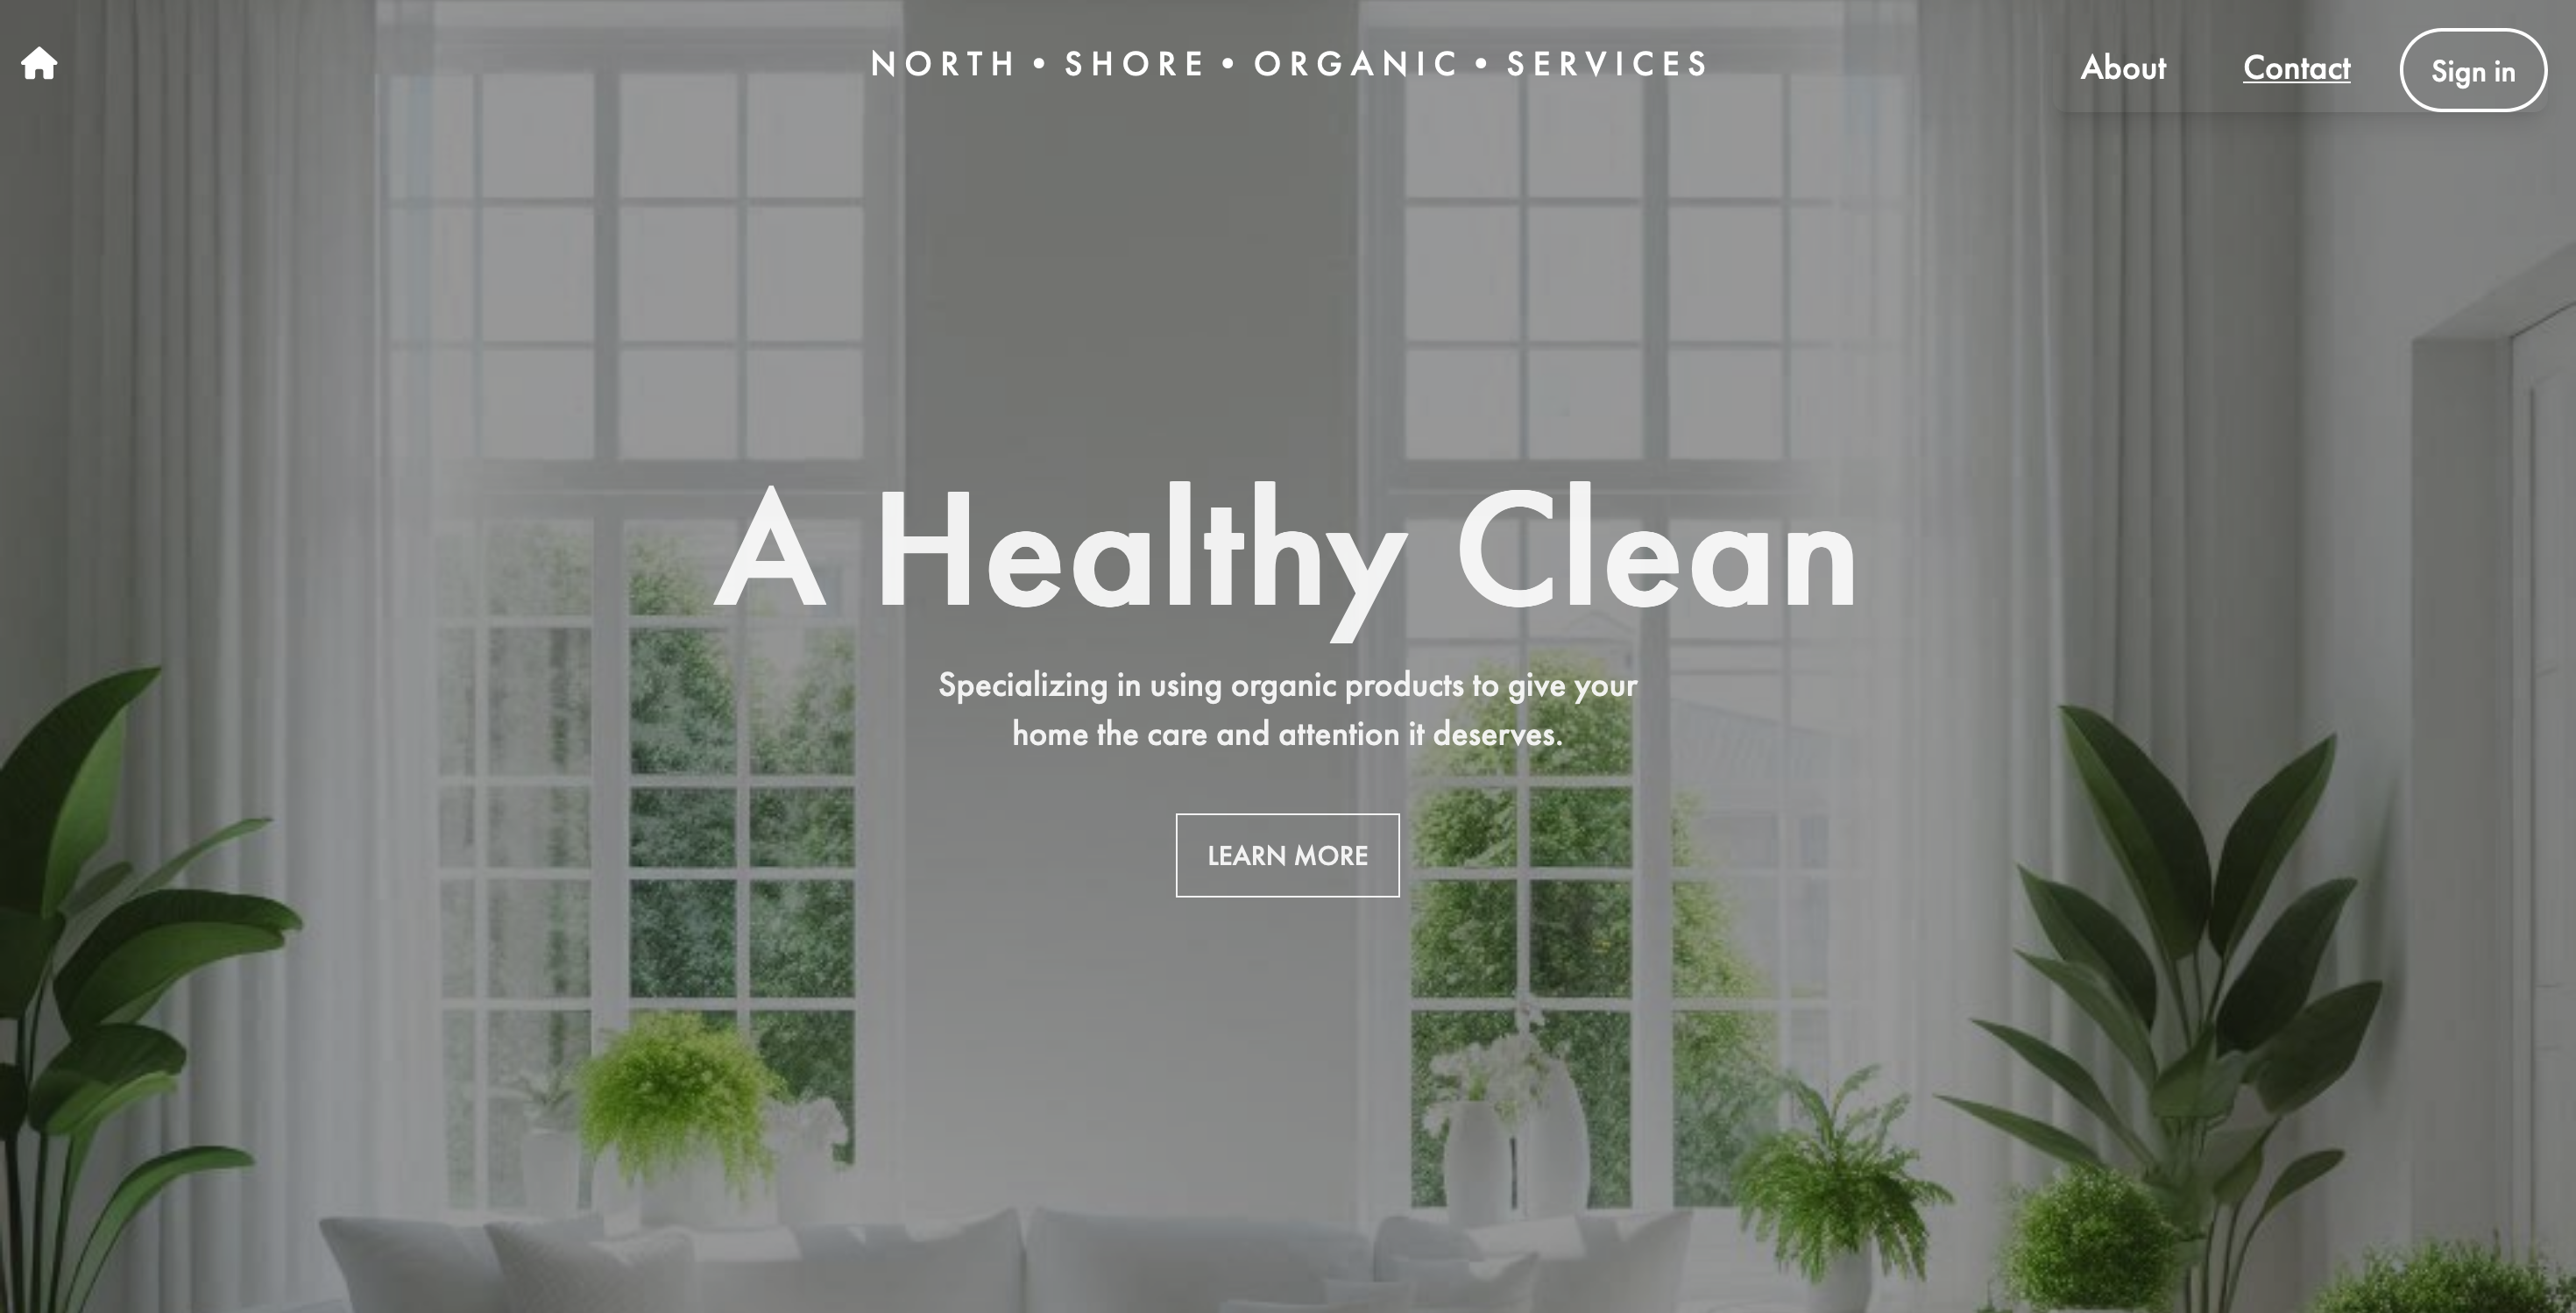 NORTH • SHORE • ORGANIC • SERVICES
About
Contact
Sign in
A Healthy Clean
Specializing in using organic products to give your
home the care and attention it deserves.
LEARN MORE